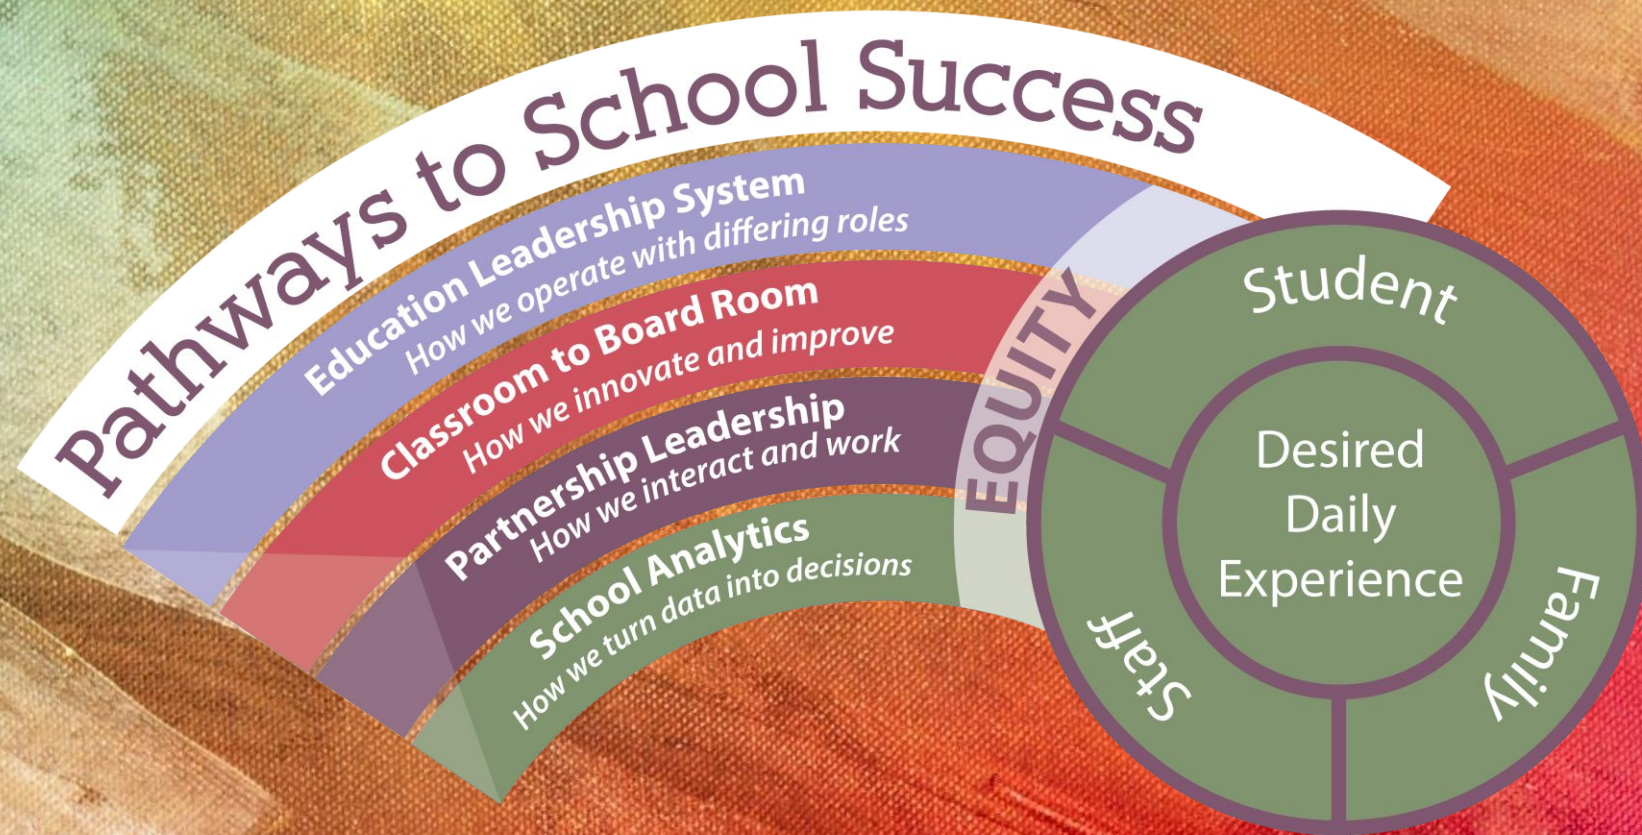 Pathways to School Success
Education Leadership System
How we operate with differing roles
Classroom to Board Room
How we innovate and improve
Partnership Leadership
How we interact and work
School Analytics
How we turn data into decisions
EQUITY
Student
Desired
Daily
Experience
Staff
Family